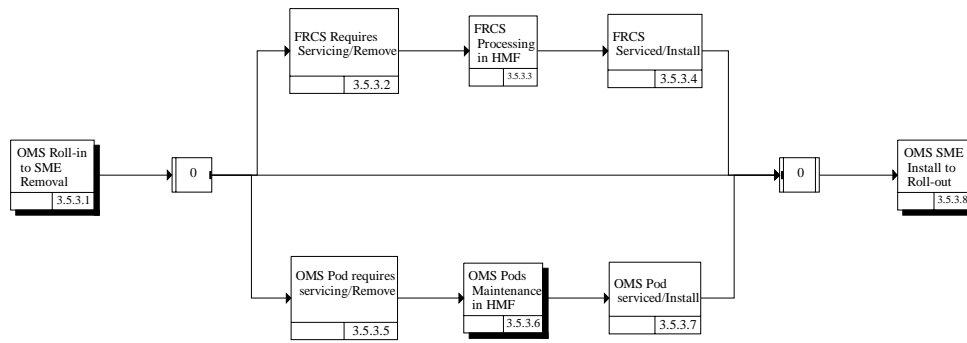 FRCS Requires
Servicing/Remove
3.5.3.2
FRCS
Processing
in HMF
3.5.3.3
FRCS
Serviced/Install
3.5.3.4
OMS Roll-in
to SME
Removal
3.5.3.1
0
0
OMS SME
Install to
Roll-out
3.5.3.8
OMS Pod requires
servicing/Remove
3.5.3.5
OMS Pods
Maintenance
in HMF
3.5.3.6
OMS Pod
serviced/Install
3.5.3.7